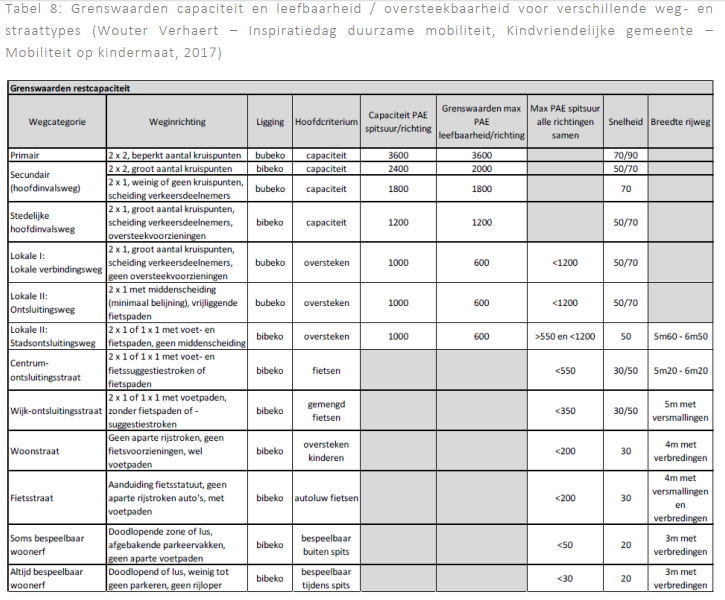 Tabel 8: Grenswaarden capaciteit en leefbaarheid / oversteekbaarheid voor verschillende weg- en
straattypes (Wouter Verhaert – Inspiratiedag duurzame mobiliteit, Kindvriendelijke gemeente –
Mobiliteit op kindermaat, 2017)
Grenswaarden restcapaciteit
Wegcategorie Weginrichting Ligging Hoofdcriterium Capaciteit PAE spitsuur/richting Grenswaarden max PAE leefbaarheid/richting Max PAE spitsuur alle richtingen samen Snelheid Breedte rijweg
Primair 2 x 2, beperkt aantal kruispunten bubeko capaciteit 3600 3600 70/90
Secundair (hoofdinvalsweg) 2 x 2, groot aantal kruispunten bibeko capaciteit 2400 2000 50/70
2 x 1, weinig of geen kruispunten, scheiding verkeersdeelnemers bubeko capaciteit 1800 1800 70
Stedelijke hoofdinvalsweg 2 x 1, groot aantal kruispunten, scheiding verkeersdeelnemers, oversteekvoorzieningen bibeko capaciteit 1200 1200 50/70
Lokale I: Lokale verbindingsweg 2 x 1, groot aantal kruispunten, scheiding verkeersdeelnemers, geen oversteekvoorzieningen bubeko oversteken 1000 600 <1200 50/70
Lokale II: Ontsluitingsweg 2 x 1 met middenscheiding (minimaal belijning), vrijliggende fietspaden bubeko oversteken 1000 600 <1200 50/70
Lokale II: Stadsontsluitingsweg 2 x 1 of 1 x 1 met voet- en fietspaden, geen middenscheiding bibeko oversteken 1000 600 >550 en <1200 50 5m60 - 6m50
Centrum-ontsluitingsstraat 2 x 1 of 1 x 1 met voet- en fietssuggestiestroken of fietspaden bibeko fietsen <550 30/50 5m20 - 6m20
Wijk-ontsluitingsstraat 2 x 1 of 1 x 1 met voetpaden, zonder fietspaden of -suggestiestroken bibeko gemengd fietsen <350 30/50 5m met versmallingen
Woonstraat Geen aparte rijstroken, geen fietsvoorzieningen, wel voetpaden bibeko oversteken kinderen <200 30 4m met verbredingen
Fietsstraat Aanduiding fietsstatuut, geen aparte rijstroken auto's, met voetpaden bibeko autoluw fietsen <200 30 4m met versmallingen en verbredingen
Soms bespeelbaar woonerf Doodlopende zone of lus, afgebakende parkeervakken, geen aparte voetpaden bibeko bespeelbaar buiten spits <50 20 3m met verbredingen
Altijd bespeelbaar woonerf Doodlopend of lus, weinig tot geen parkeren, geen rijloper bibeko bespeelbaar tijdens spits <30 20 3m met verbredingen